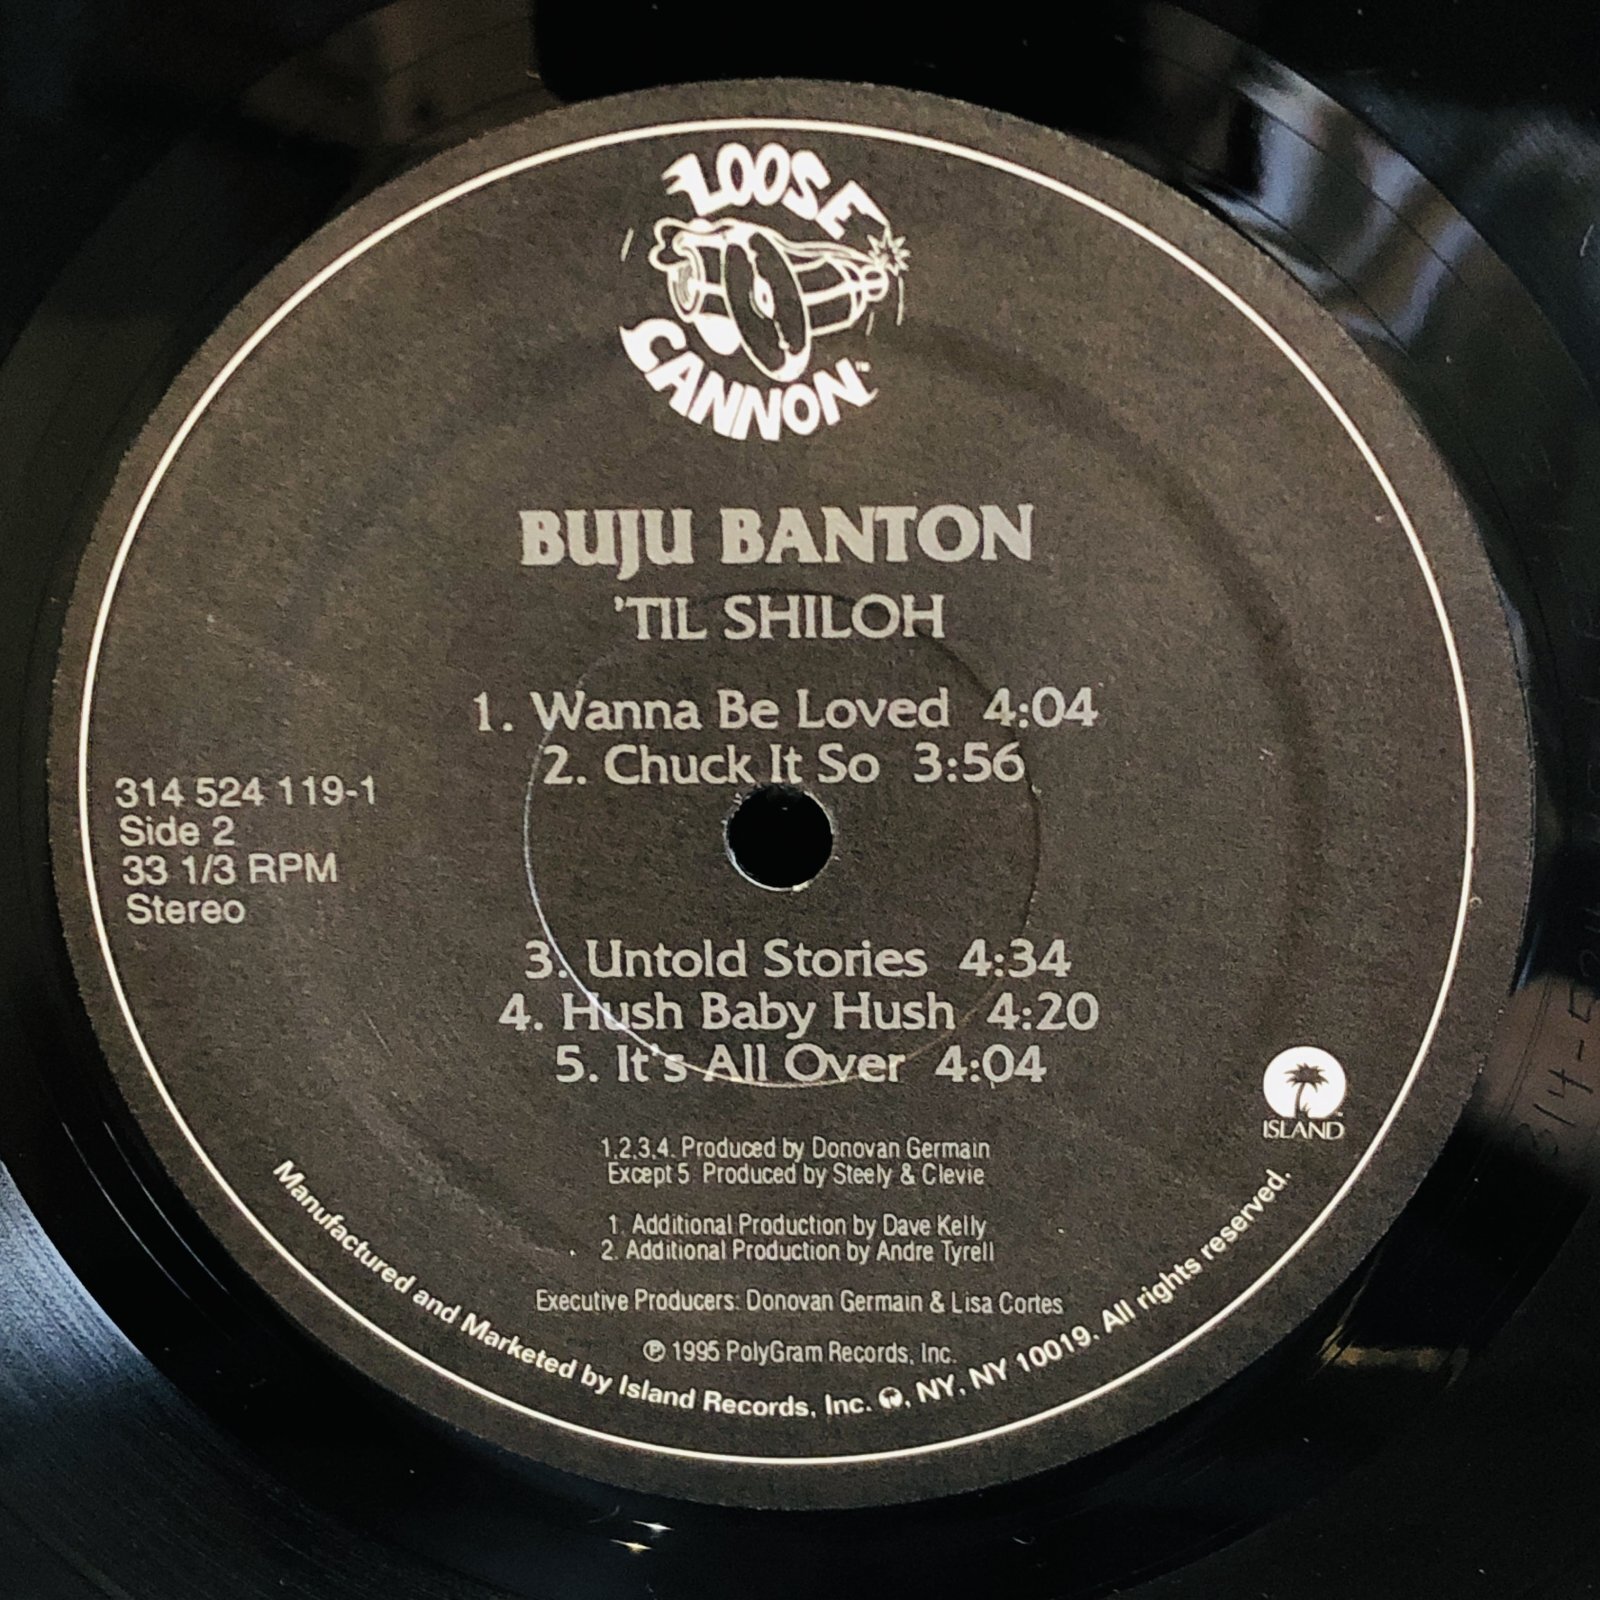 LOOSE
CANNON™
BUJU BANTON
'TIL SHILOH
1. Wanna Be Loved 4:04
2. Chuck It So 3:56
314 524 119-1
Side 2
33 1/3 RPM
Stereo
3. Untold Stories 4:34
4. Hush Baby Hush 4:20
5. It's All Over 4:04
ISLAND
1,2,3,4. Produced by Donovan Germain
Except 5 Produced by Steely & Clevie
1. Additional Production by Dave Kelly
2. Additional Production by Andre Tyrell
Executive Producers: Donovan Germain & Lisa Cortes
℗ 1995 PolyGram Records, Inc.
Manufactured and Marketed by Island Records, Inc. , NY, NY 10019. All rights reserved.